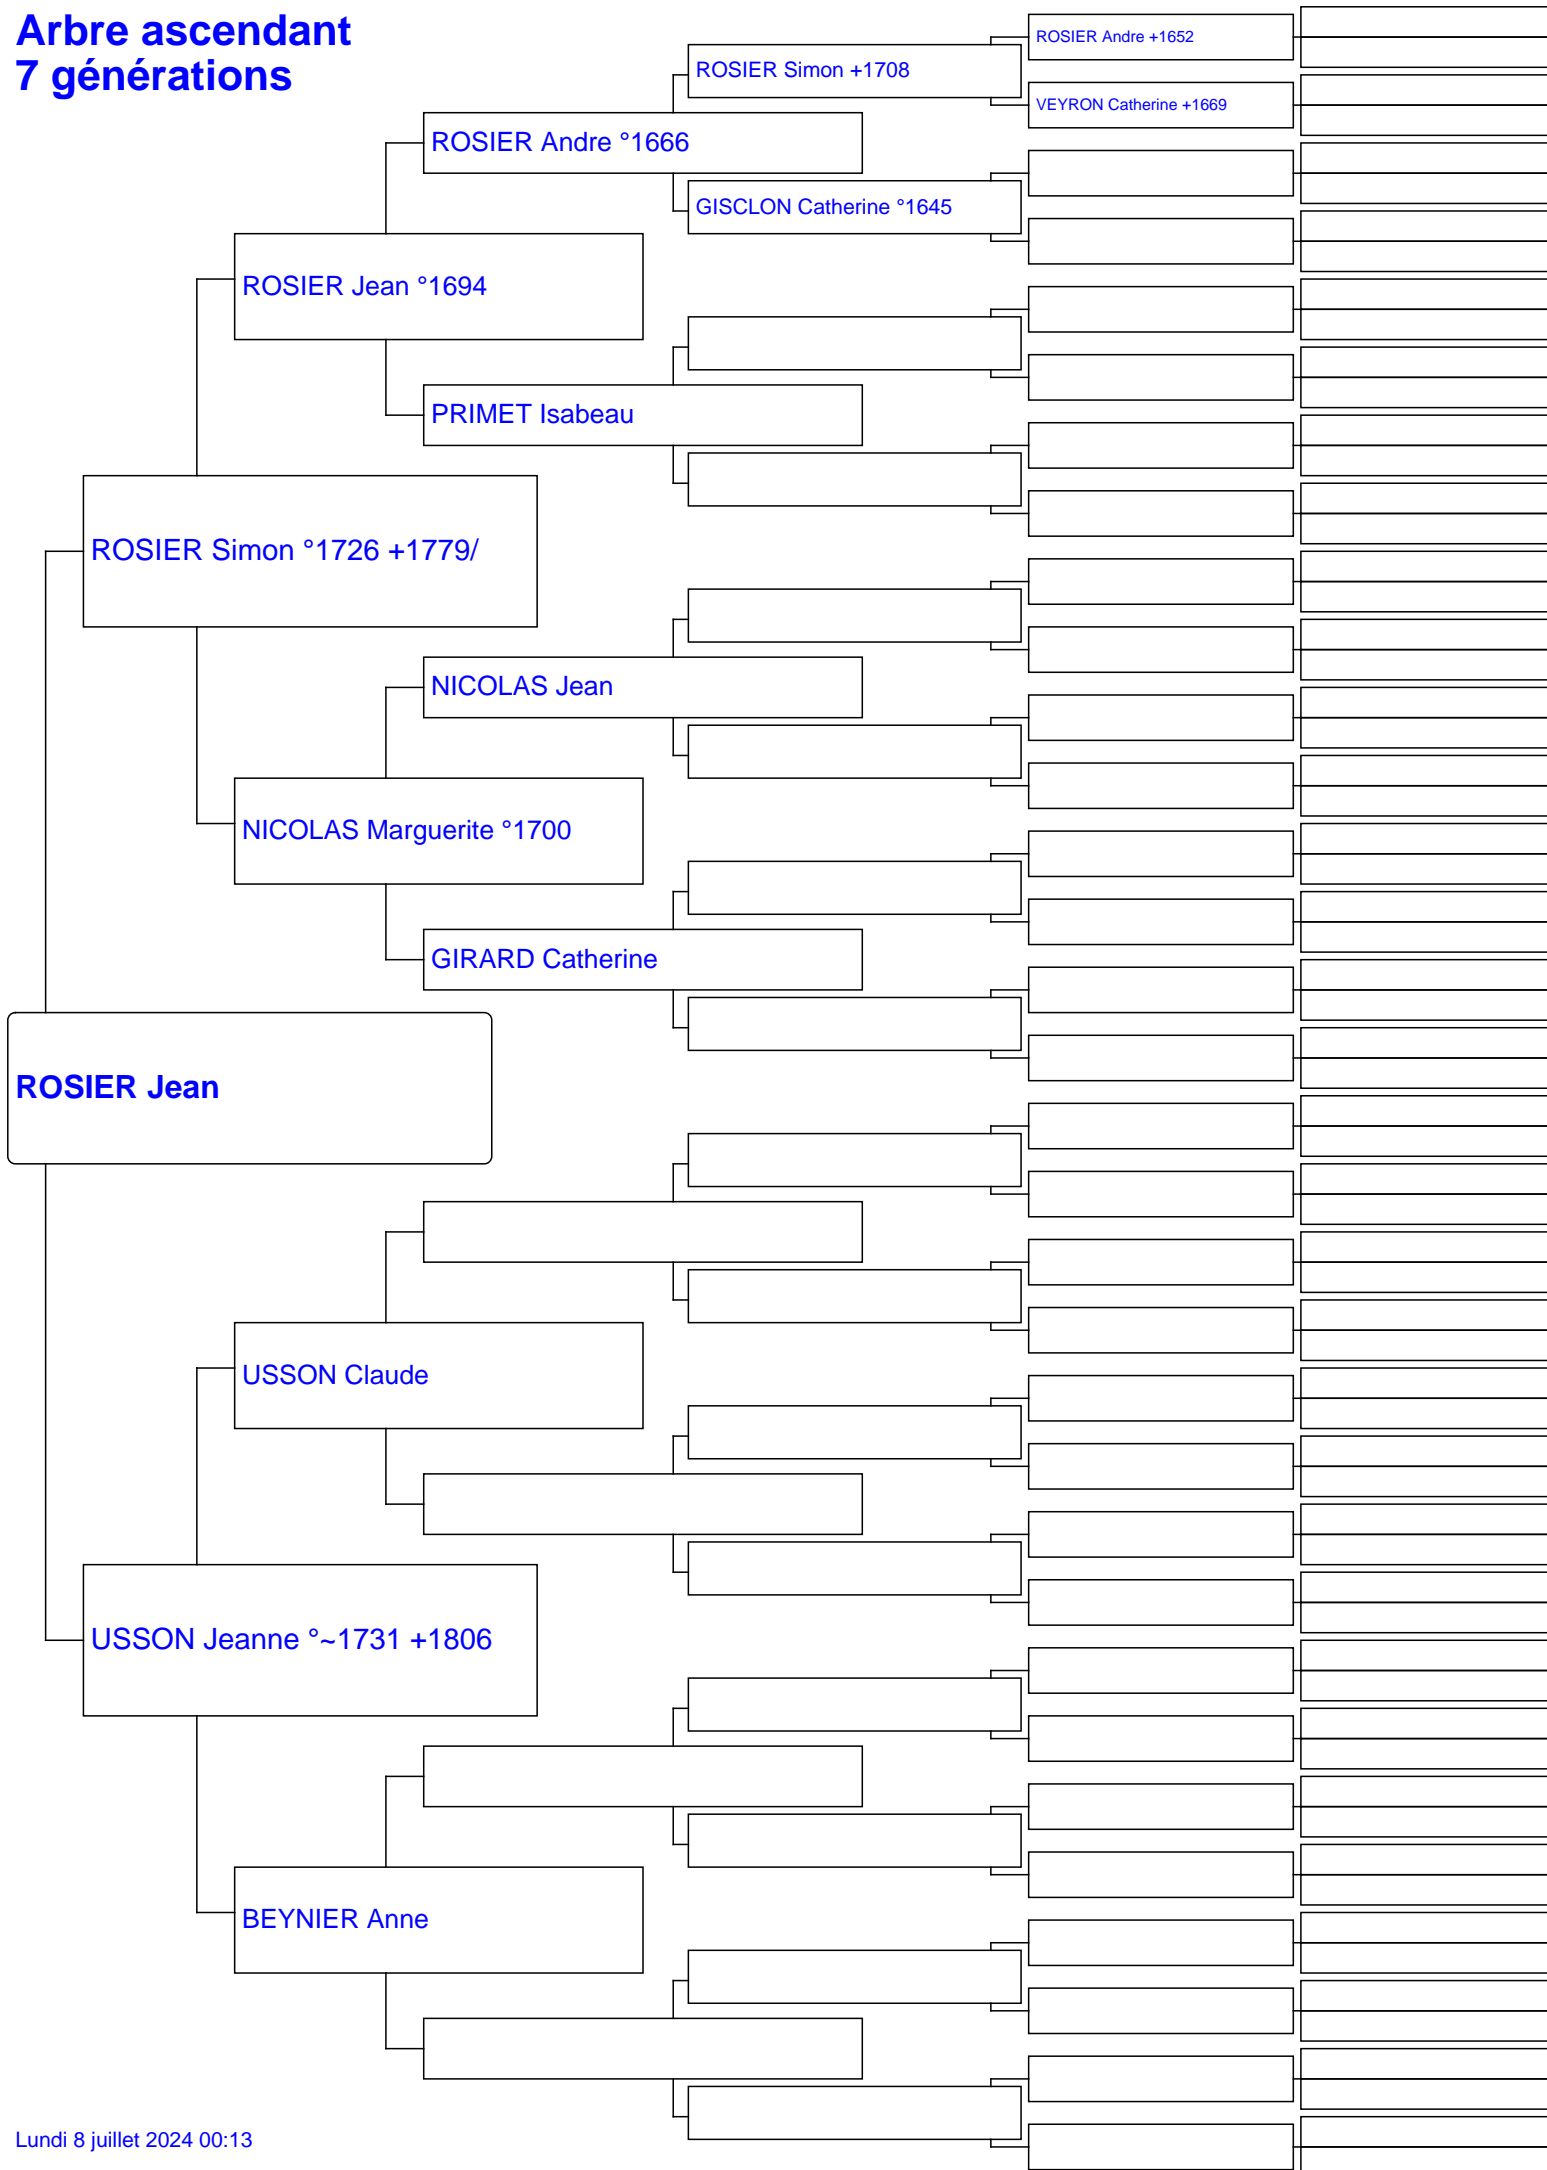 Arbre ascendant
7 générations
ROSIER Andre +1652
ROSIER Simon +1708
VEYRON Catherine +1669
ROSIER Andre °1666
GISCLON Catherine °1645
ROSIER Jean °1694
PRIMET Isabeau
ROSIER Simon °1726 +1779/
NICOLAS Jean
NICOLAS Marguerite °1700
GIRARD Catherine
ROSIER Jean
USSON Claude
USSON Jeanne °~1731 +1806
BEYNIER Anne
Lundi 8 juillet 2024 00:13